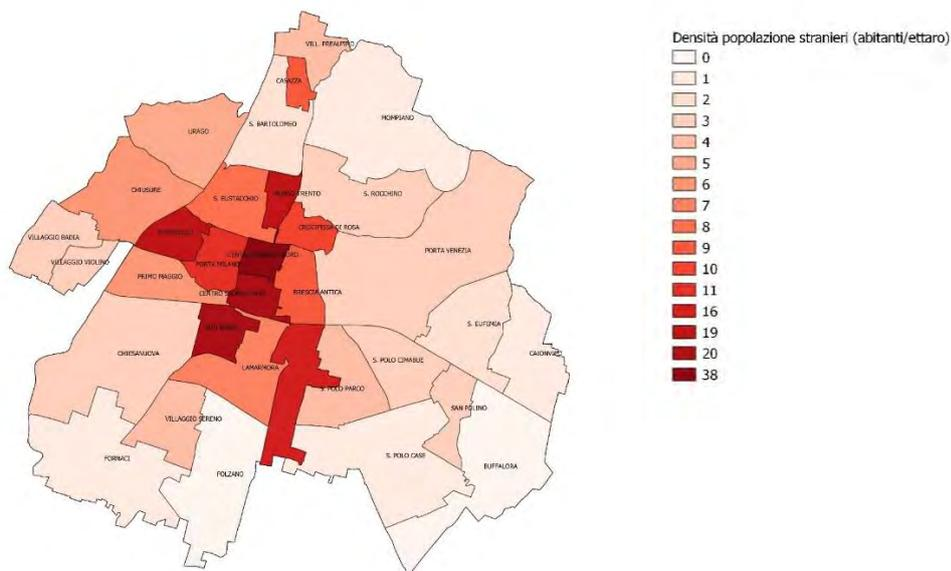 Densità popolazione stranieri (abitanti/ettaro)
0
1
2
3
4
5
6
7
8
9
10
11
16
19
20
38
VILL. PREALPINO
CASAZZA
MOMPIANO
S. BARTOLOMEO
URAGO
CHIUSURE
S. EUSTACCHIO
BORGO TRENTO
S. ROCCHINO
CROCIFISSA DI ROSA
VILLAGGIO BADIA
VILLAGGIO VIOLINO
PORTA MILANO
PORTA VENEZIA
PRIMO MAGGIO
BRESCIA ANTICA
S. EUFIMIA
CHIESANUOVA
DON BOSCO
LAMARMORA
S. POLO CIMABUE
CAIONVICO
S. POLO PARCO
SAN POLINO
VILLAGGIO SERENO
FORNACI
FOLZANO
S. POLO CASE
BUFFALORA